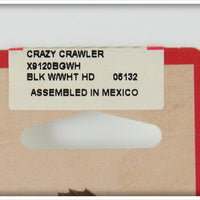 CRAZY CRAWLER
X9120BGWH
BLK W/WHT HD 05132
ASSEMBLED IN MEXICO